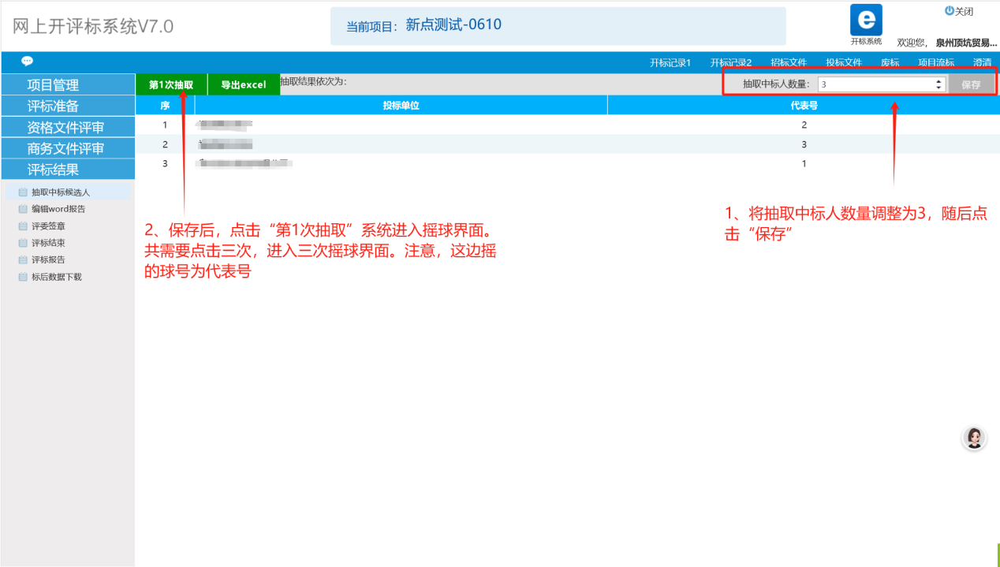 网上开评标系统V7.0
当前项目：新点测试-0610
关闭
开标系统
欢迎您，泉州顶坑贸易...
开标记录1 开标记录2 招标文件 投标文件 废标 项目流标 澄清
项目管理
评标准备
资格文件评审
商务文件评审
评标结果
抽取中标候选人
编辑word报告
评委签章
评标结束
评标报告
标后数据下载
第1次抽取 导出excel 抽取结果依次为：
抽取中标人数量： 3 保存
序 投标单位 代表号
1 2
2 3
3 1
1、将抽取中标人数量调整为3，随后点
击“保存”
2、保存后，点击“第1次抽取”系统进入摇球界面。
共需要点击三次，进入三次摇球界面。注意，这边摇
的球号为代表号